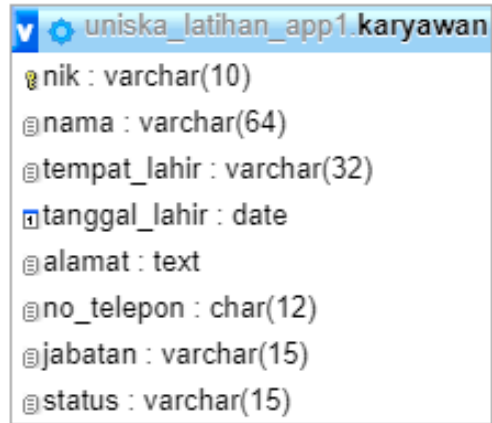 v uniska_latihan_app1.karyawan
nik : varchar(10)
nama : varchar(64)
tempat_lahir : varchar(32)
tanggal_lahir : date
alamat : text
no_telepon : char(12)
jabatan : varchar(15)
status : varchar(15)